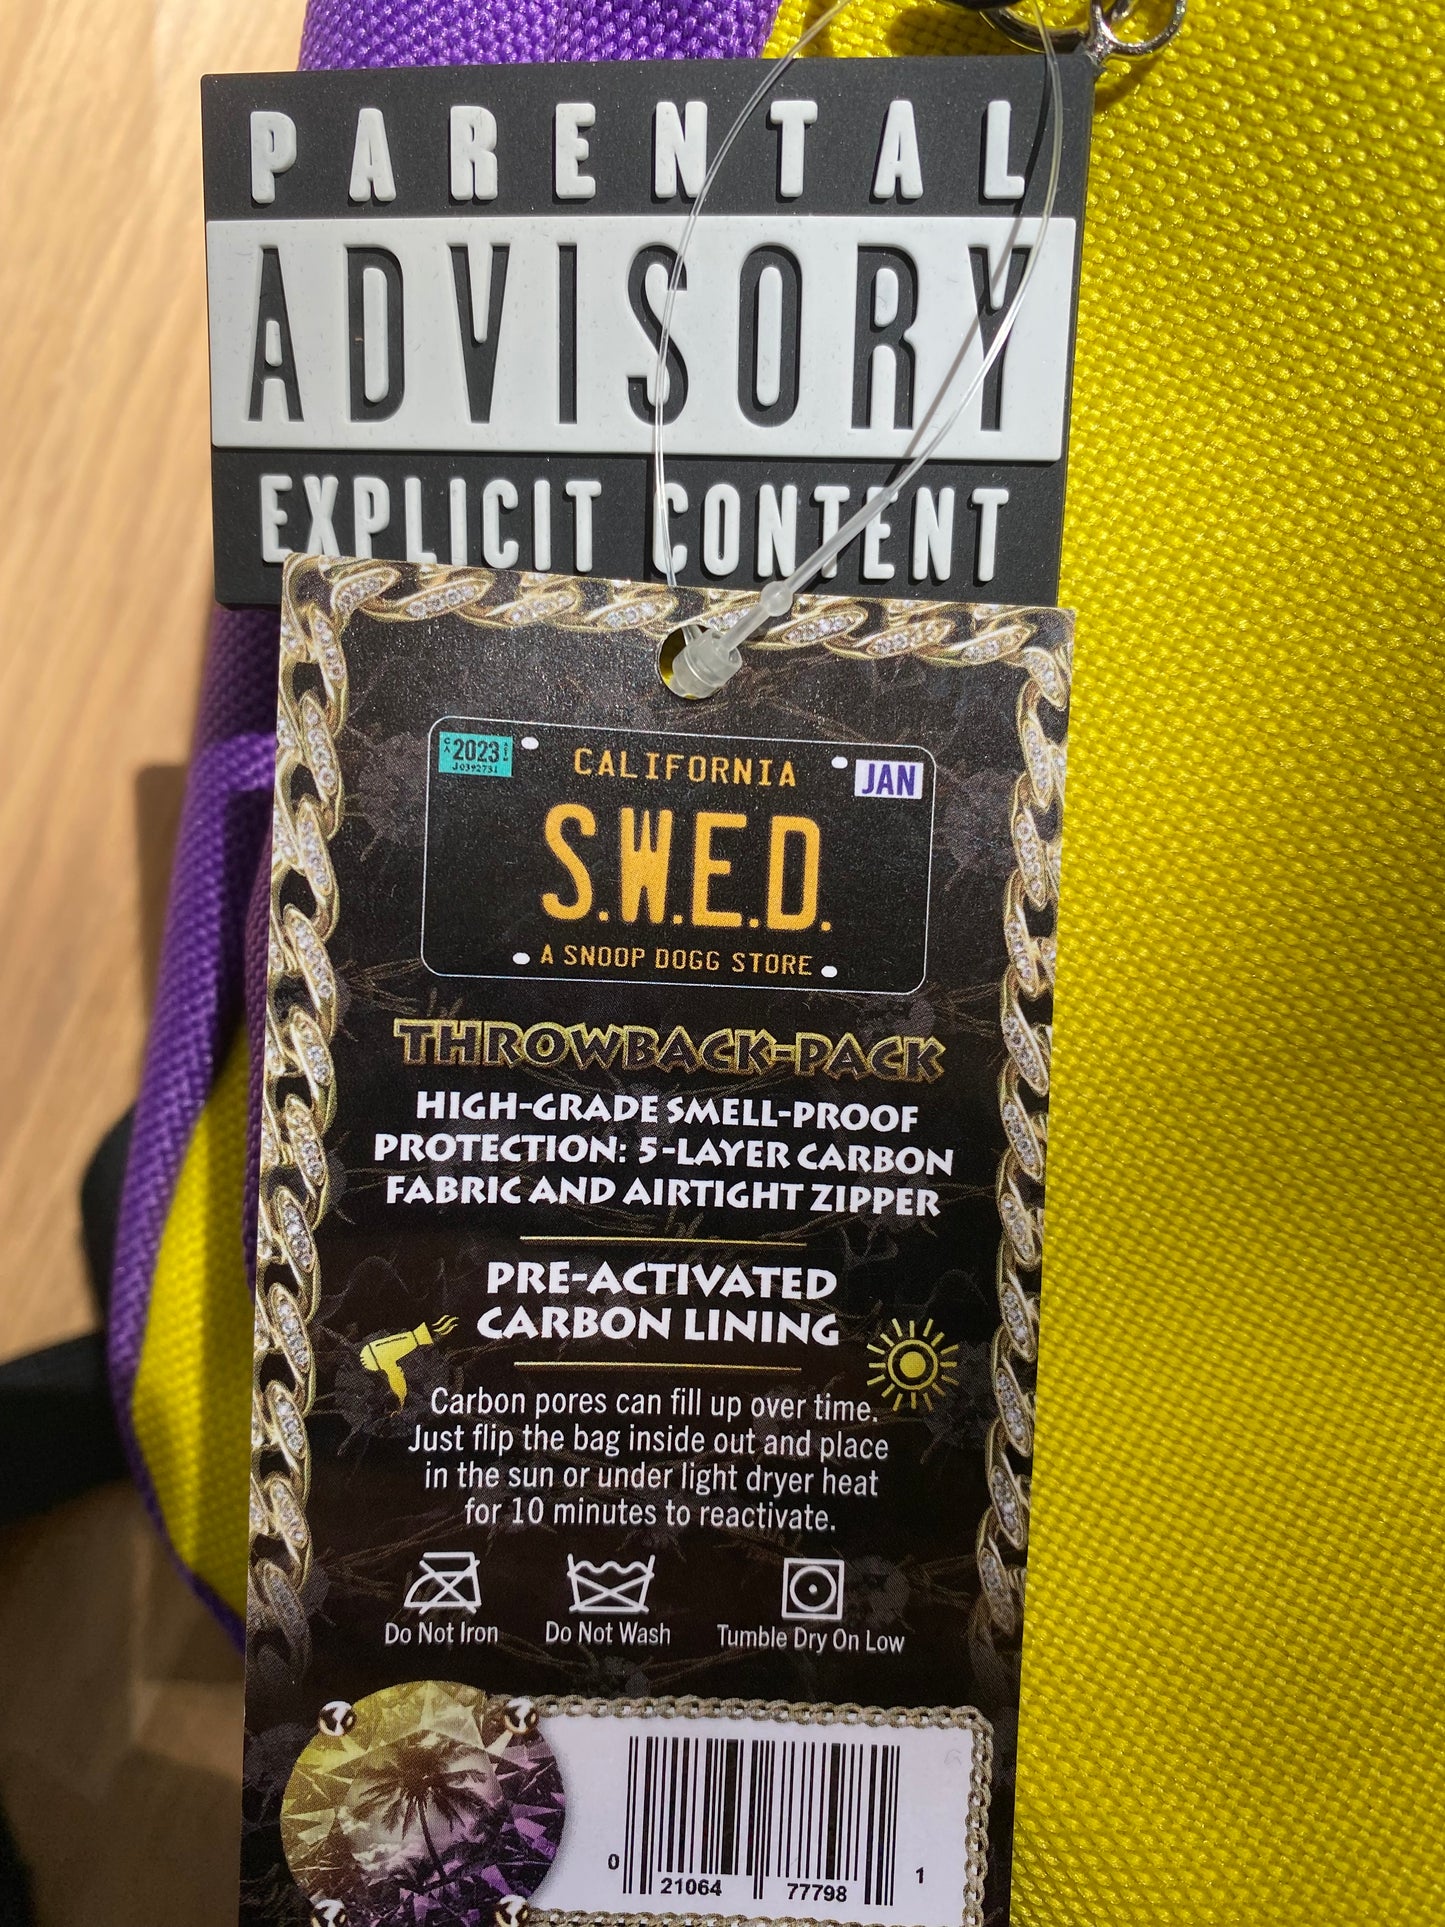 PARENTAL
ADVISORY
EXPLICIT CONTENT
CA 2023
J0392731
CALIFORNIA
JAN
S.W.E.D.
A SNOOP DOGG STORE
THROWBACK-PACK
HIGH-GRADE SMELL-PROOF
PROTECTION: 5-LAYER CARBON
FABRIC AND AIRTIGHT ZIPPER
PRE-ACTIVATED
CARBON LINING
Carbon pores can fill up over time.
Just flip the bag inside out and place
in the sun or under light dryer heat
for 10 minutes to reactivate.
Do Not Iron
Do Not Wash
Tumble Dry On Low
0 21064 77798 1